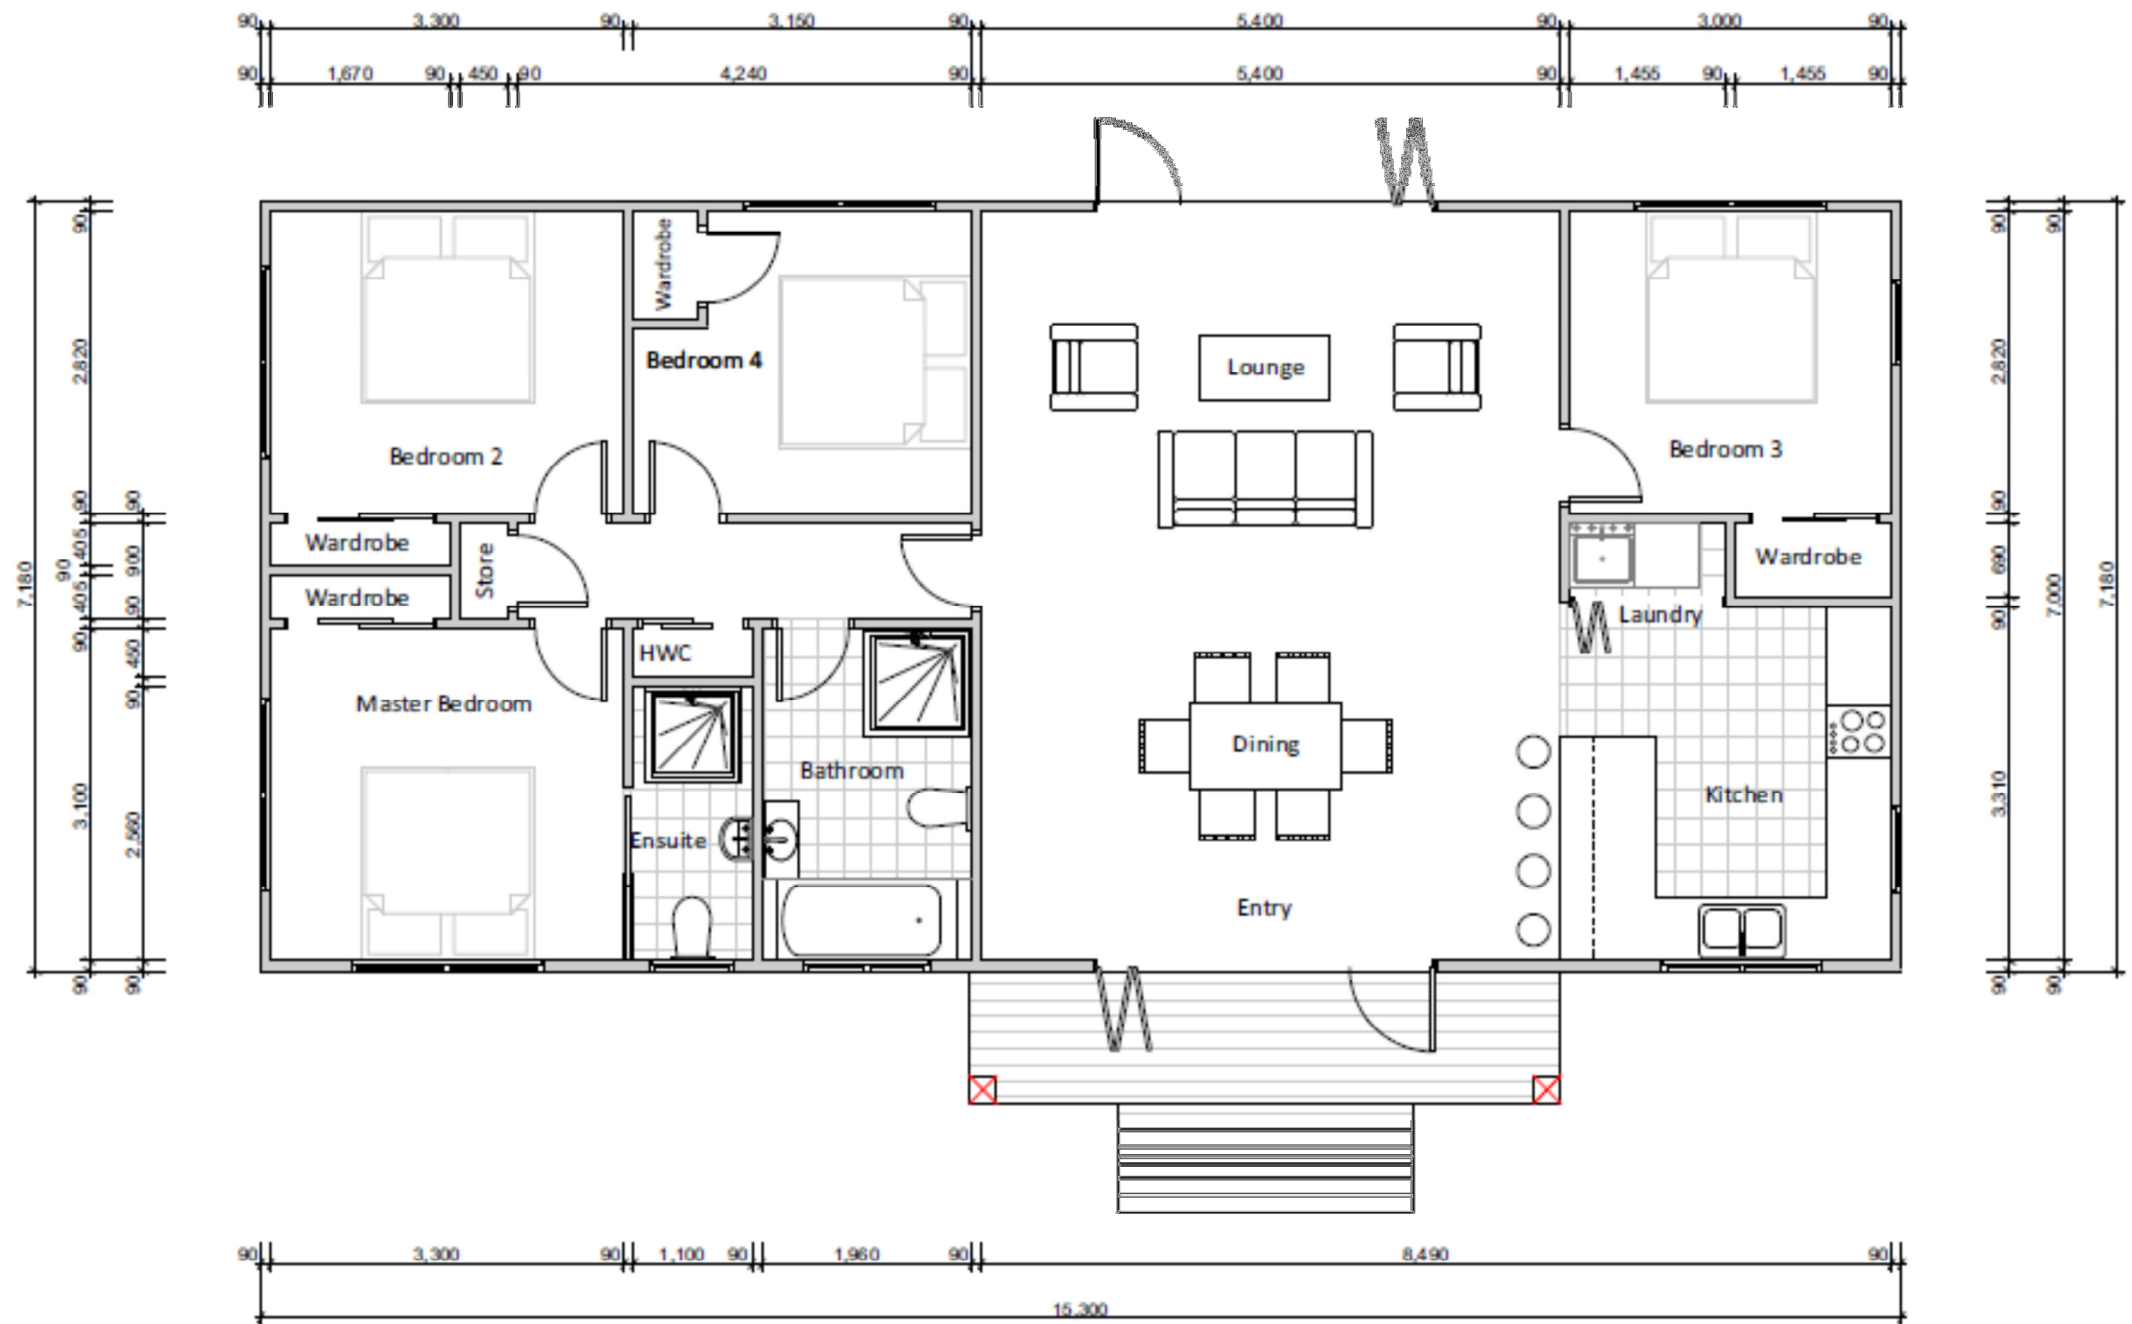 90 3,300 90 3,150 90 5,400 90 3,000 90
90 1,670 90 450 90 4,240 90 5,400 90 1,455 90 1,455 90
7,180
90 2,820 90 405 90 405 90 3,100 90
90 900 90 450 90 2,560 90
Wardrobe
Bedroom 4
Lounge
Bedroom 2
Bedroom 3
Wardrobe
Store
Wardrobe
Wardrobe
Laundry
HWC
Master Bedroom
Dining
Bathroom
Kitchen
Ensuite
Entry
90 2,820 90 690 90 3,310 90
90 7,000 90
7,180
90 3,300 90 1,100 90 1,960 90 8,490 90
15,300